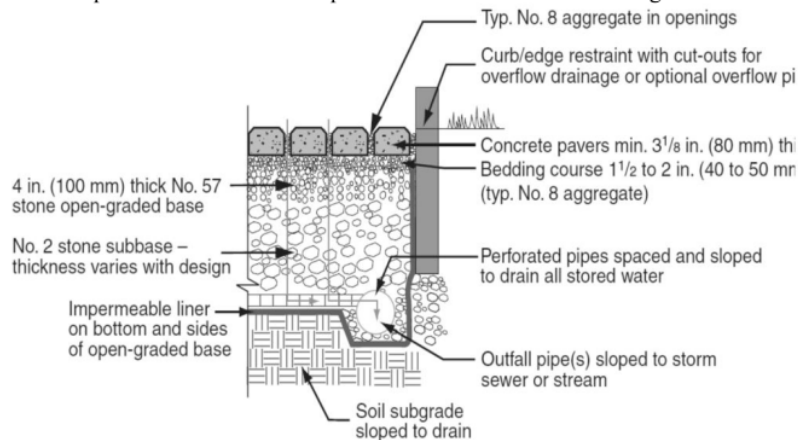 Typ. No. 8 aggregate in openings
Curb/edge restraint with cut-outs for
overflow drainage or optional overflow
Concrete pavers min. 3 1/8 in. (80 mm)
Bedding course 1 1/2 to 2 in. (40 to 50
(typ. No. 8 aggregate)
4 in. (100 mm) thick No. 57
stone open-graded base
No. 2 stone subbase –
thickness varies with design
Perforated pipes spaced and sloped
to drain all stored water
Impermeable liner
on bottom and sides
of open-graded base
Outfall pipe(s) sloped to storm
sewer or stream
Soil subgrade
sloped to drain